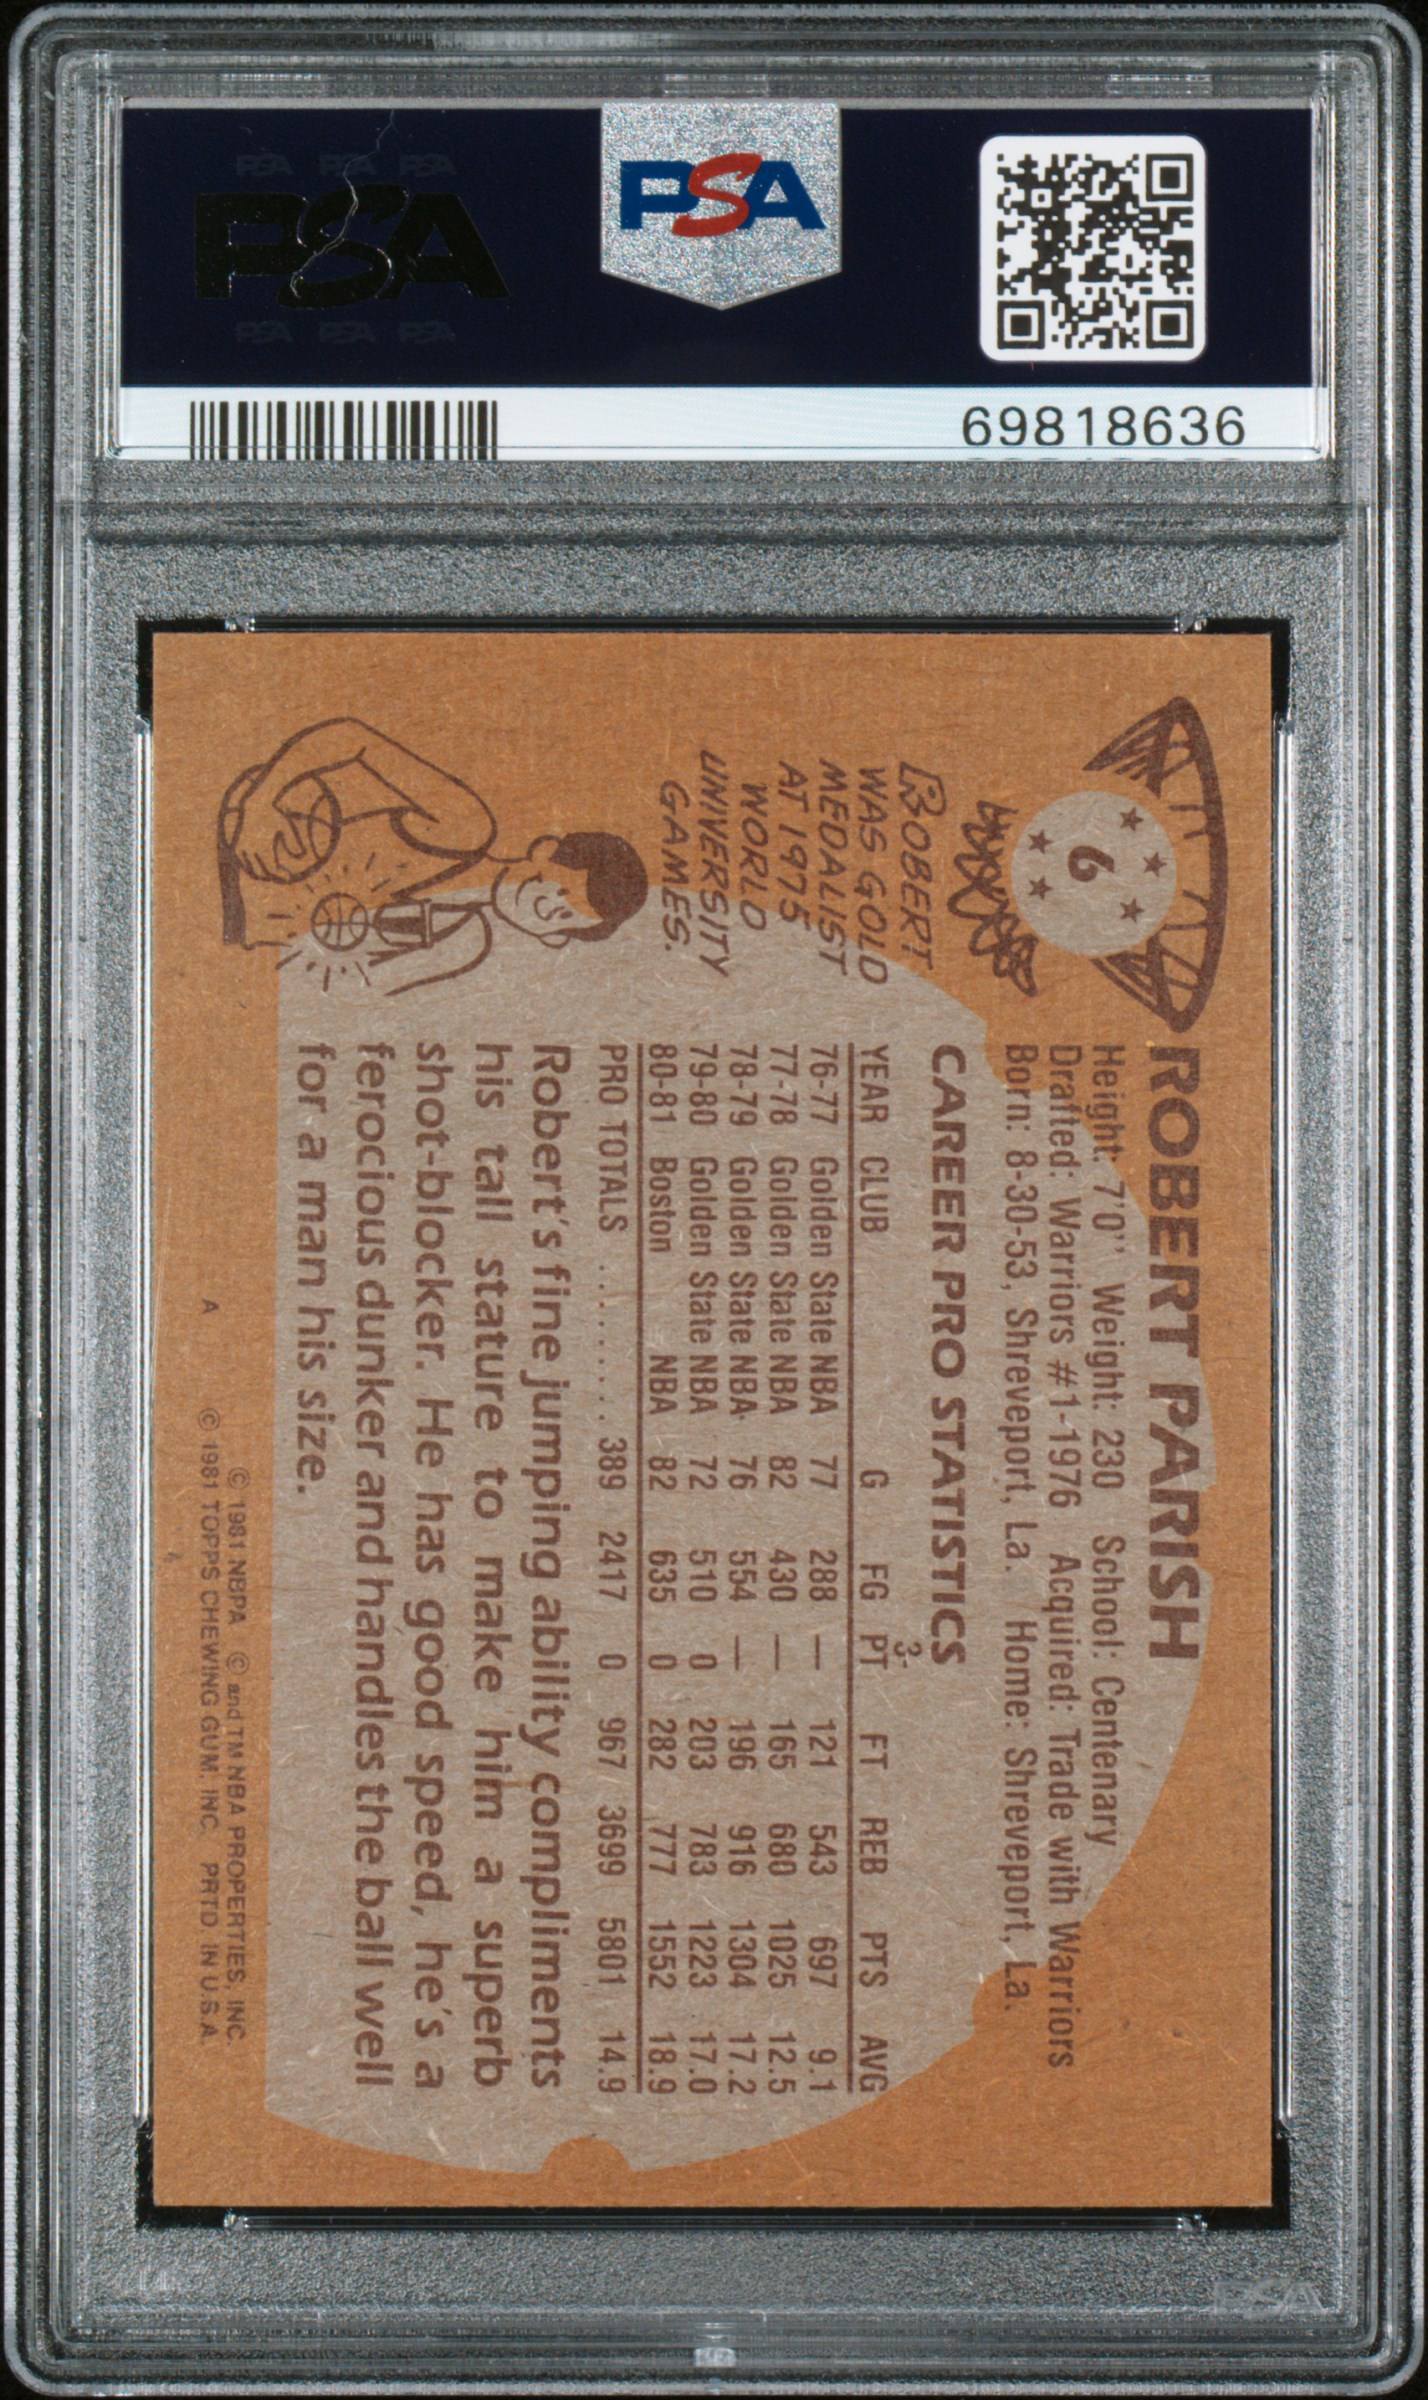 PSA PSA PSA
PSA
PSA PSA PSA
PSA
69818636
6
ROBERT PARISH
Height: 7'0'' Weight: 230 School: Centenary
Drafted: Warriors #1-1976 Acquired: Trade with Warriors
Born: 8-30-53, Shreveport, La. Home: Shreveport, La.
ROBERT
WAS GOLD
MEDALIST
AT 1975
WORLD
UNIVERSITY
GAMES.
CAREER PRO STATISTICS
YEAR CLUB G FG 3-PT FT REB PTS AVG
76-77 Golden State NBA 77 288 — 121 543 697 9.1
77-78 Golden State NBA 82 430 — 165 680 1025 12.5
78-79 Golden State NBA 76 554 — 196 916 1304 17.2
79-80 Golden State NBA 72 510 0 203 783 1223 17.0
80-81 Boston NBA 82 635 0 282 777 1552 18.9
PRO TOTALS ........ 389 2417 0 967 3699 5801 14.9
Robert's fine jumping ability compliments
his tall stature to make him a superb
shot-blocker. He has good speed, he's a
ferocious dunker and handles the ball well
for a man his size.
© 1981 NBPA © and TM NBA PROPERTIES, INC.
A © 1981 TOPPS CHEWING GUM, INC. PRTD. IN U.S.A.
PSA